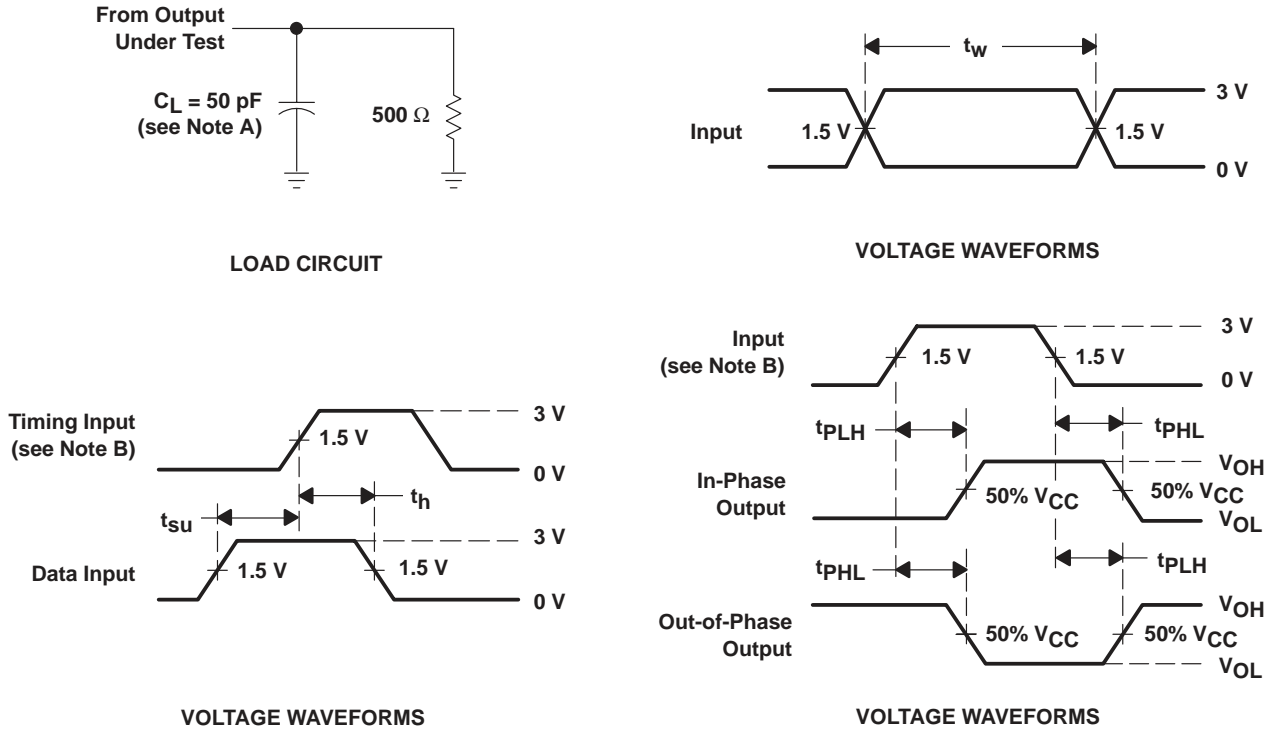 From Output
Under Test
CL = 50 pF
(see Note A)
500 Ω
LOAD CIRCUIT
tw
Input
1.5 V
1.5 V
3 V
0 V
VOLTAGE WAVEFORMS
Timing Input
(see Note B)
1.5 V
3 V
0 V
th
tsu
Data Input
1.5 V
1.5 V
3 V
0 V
VOLTAGE WAVEFORMS
Input
(see Note B)
1.5 V
1.5 V
3 V
0 V
tPLH
tPHL
In-Phase
Output
50% VCC
50% VCC
VOH
VOL
tPHL
tPLH
Out-of-Phase
Output
50% VCC
50% VCC
VOH
VOL
VOLTAGE WAVEFORMS